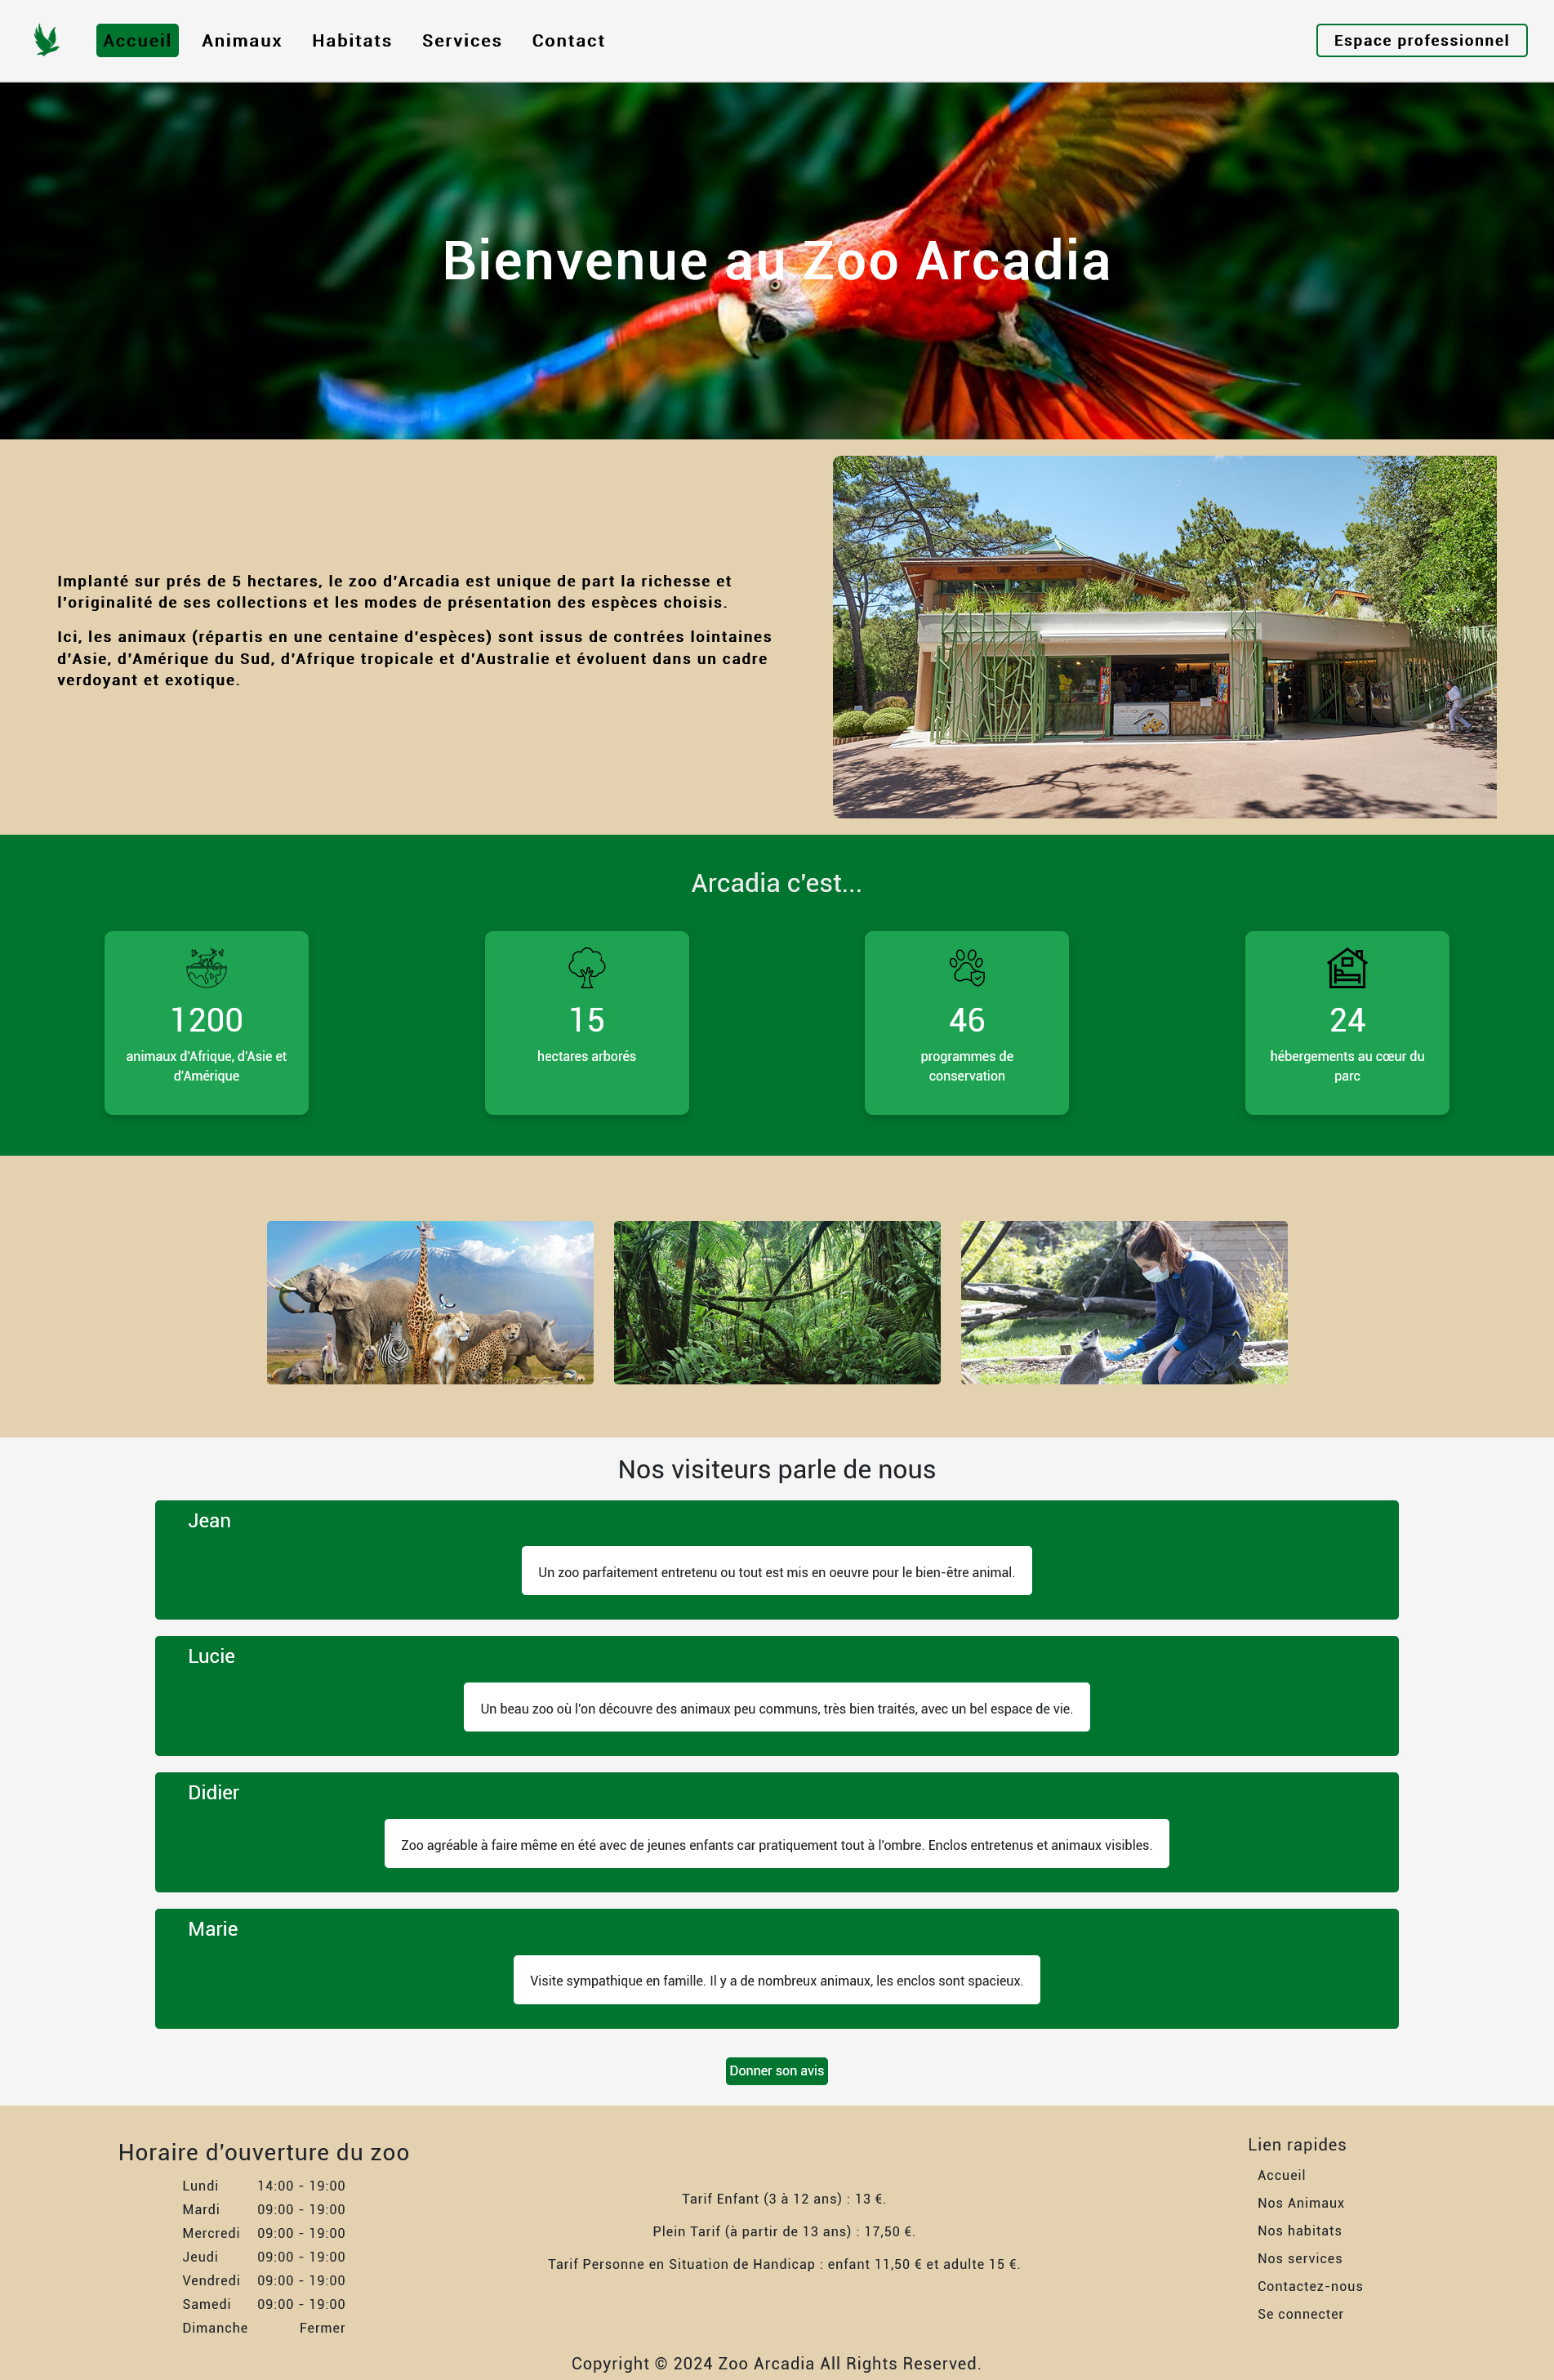 Accueil
Animaux
Habitats
Services
Contact
Espace professionnel
Bienvenue au Zoo Arcadia
Implanté sur prés de 5 hectares, le zoo d'Arcadia est unique de part la richesse et
l'originalité de ses collections et les modes de présentation des espèces choisis.
Ici, les animaux (répartis en une centaine d'espèces) sont issus de contrées lointaines
d'Asie, d'Amérique du Sud, d'Afrique tropicale et d'Australie et évoluent dans un cadre
verdoyant et exotique.
Arcadia c'est...
1200
animaux d'Afrique, d'Asie et
d'Amérique
15
hectares arborés
46
programmes de
conservation
24
hébergements au cœur du
parc
Nos visiteurs parle de nous
Jean
Un zoo parfaitement entretenu ou tout est mis en oeuvre pour le bien-être animal.
Lucie
Un beau zoo où l'on découvre des animaux peu communs, très bien traités, avec un bel espace de vie.
Didier
Zoo agréable à faire même en été avec de jeunes enfants car pratiquement tout à l'ombre. Enclos entretenus et animaux visibles.
Marie
Visite sympathique en famille. Il y a de nombreux animaux, les enclos sont spacieux.
Donner son avis
Horaire d'ouverture du zoo
Lundi 14:00 - 19:00
Mardi 09:00 - 19:00
Mercredi 09:00 - 19:00
Jeudi 09:00 - 19:00
Vendredi 09:00 - 19:00
Samedi 09:00 - 19:00
Dimanche Fermer
Tarif Enfant (3 à 12 ans) : 13 €.
Plein Tarif (à partir de 13 ans) : 17,50 €.
Tarif Personne en Situation de Handicap : enfant 11,50 € et adulte 15 €.
Lien rapides
Accueil
Nos Animaux
Nos habitats
Nos services
Contactez-nous
Se connecter
Copyright © 2024 Zoo Arcadia All Rights Reserved.